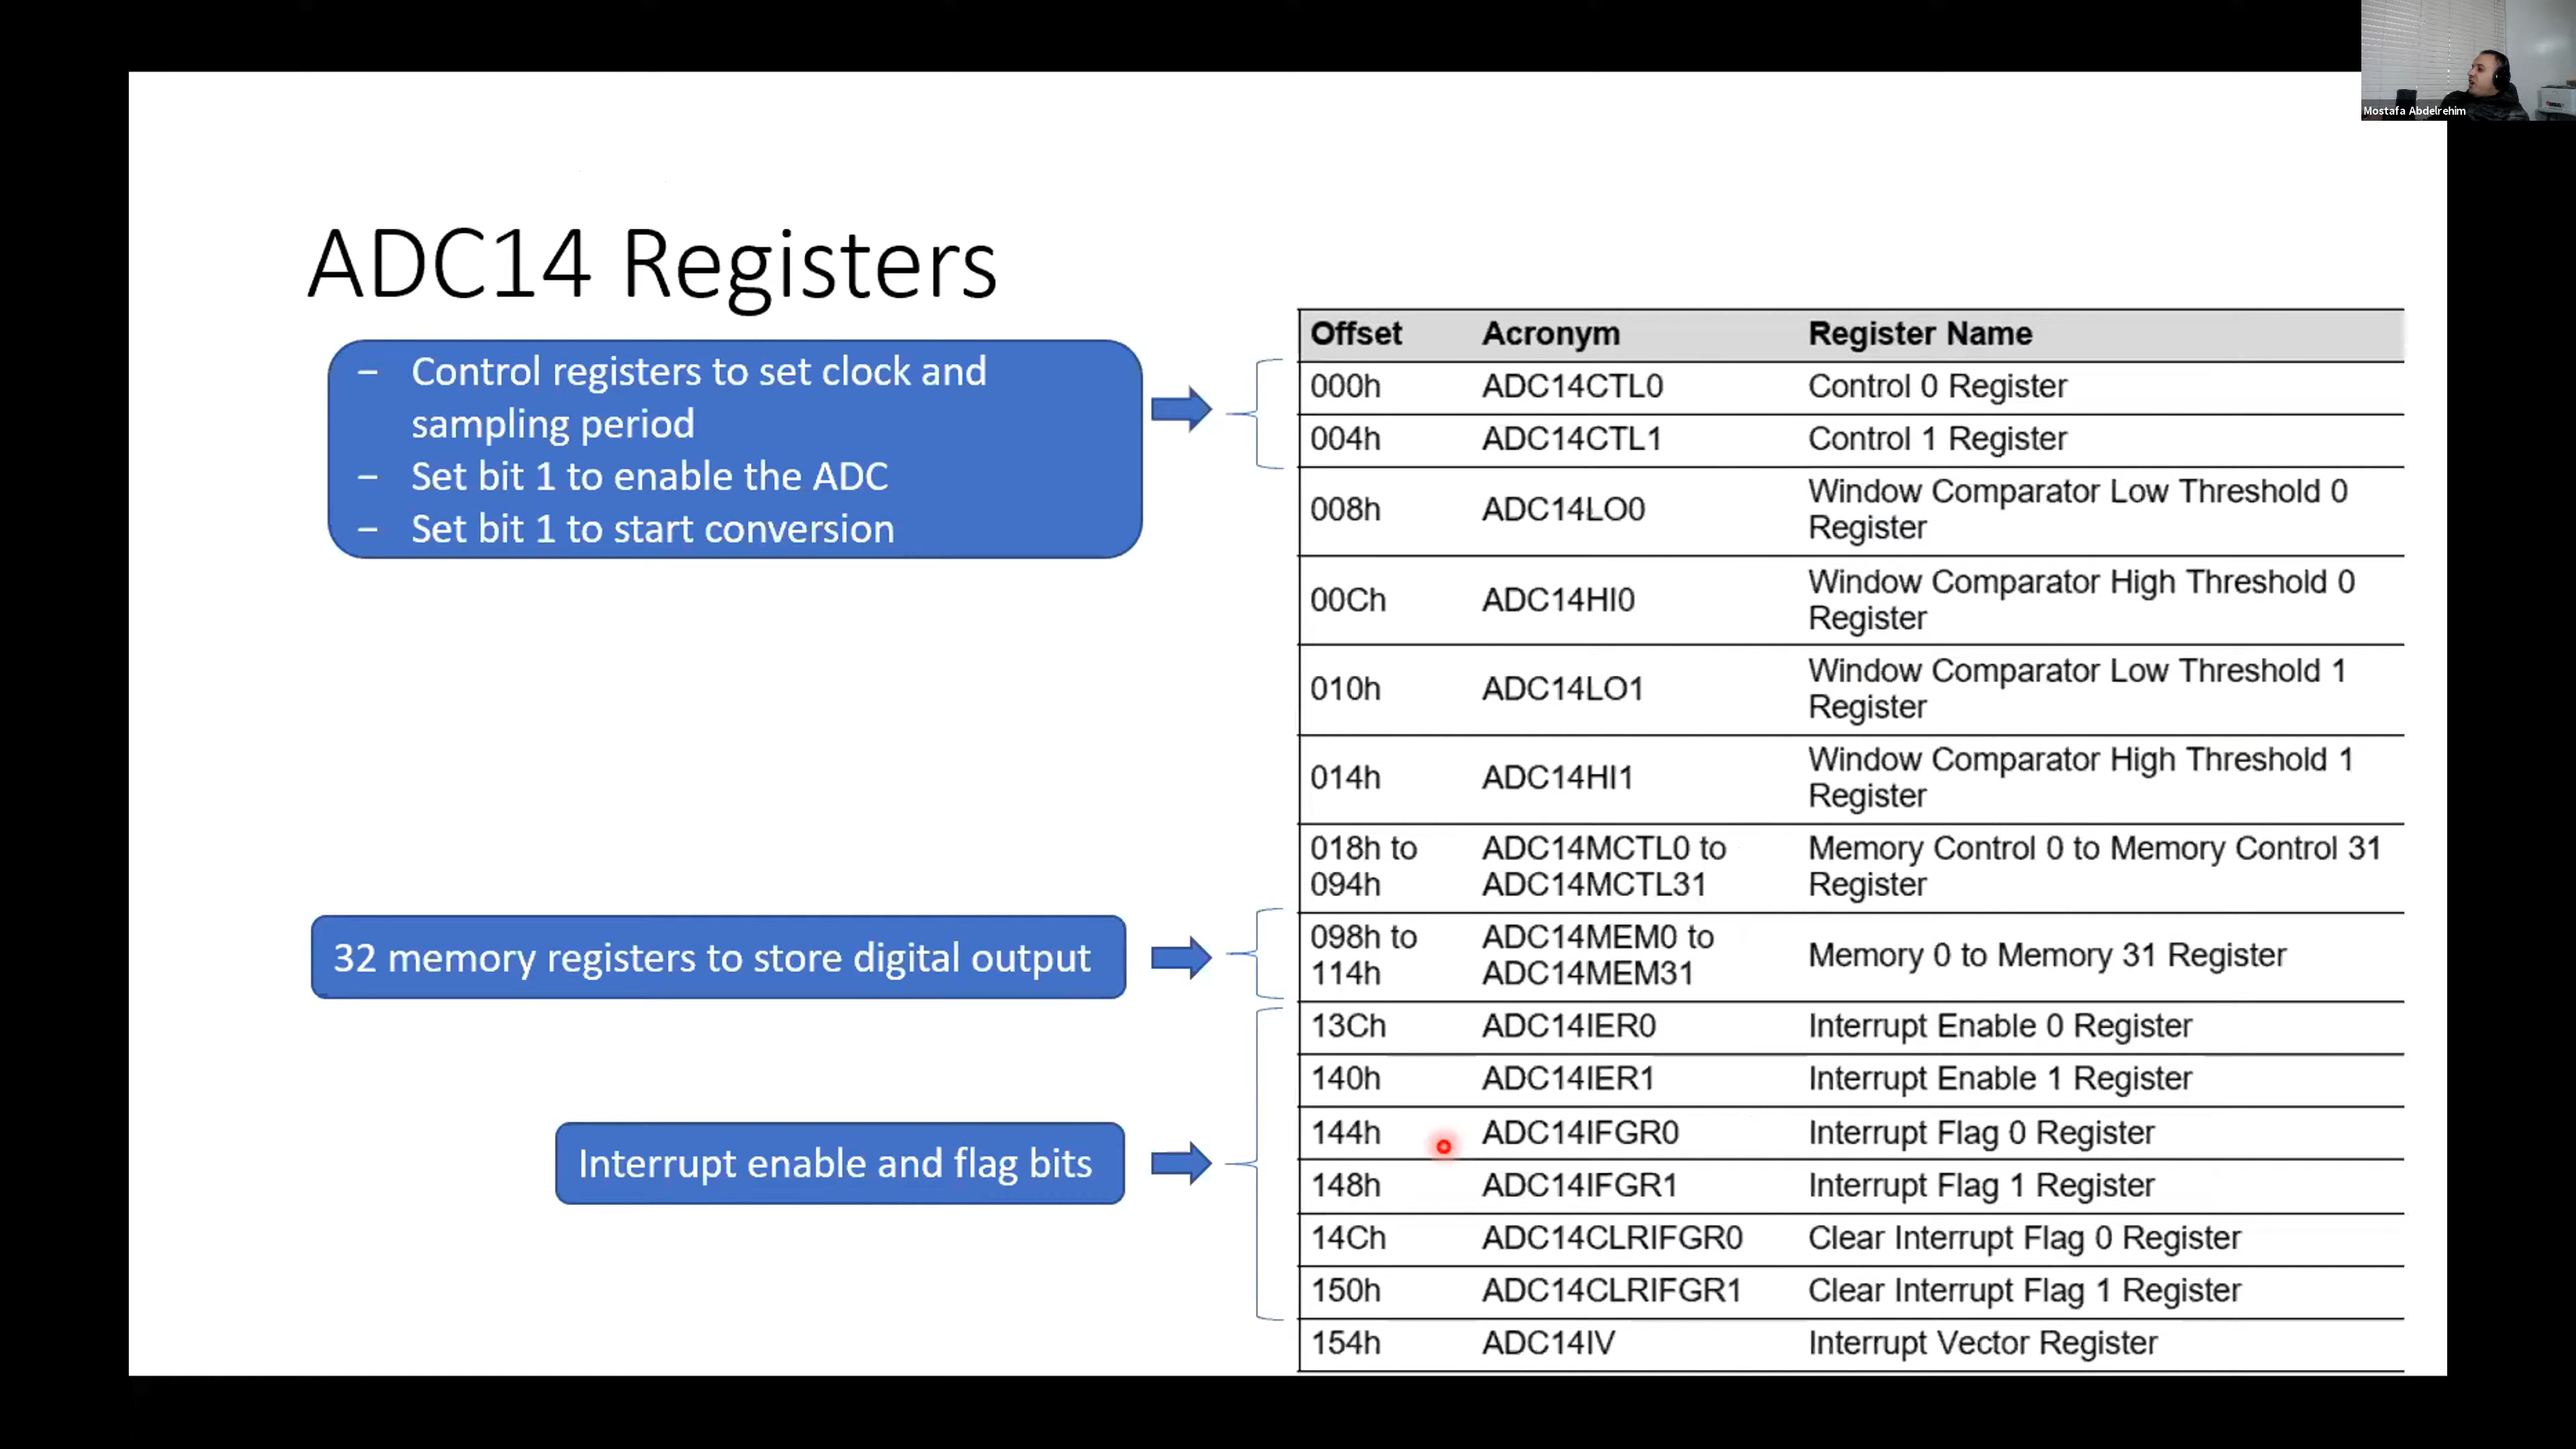 Mostafa Abdelrehim
ADC14 Registers
– Control registers to set clock and
sampling period
– Set bit 1 to enable the ADC
– Set bit 1 to start conversion
32 memory registers to store digital output
Interrupt enable and flag bits
Offset Acronym Register Name
000h ADC14CTL0 Control 0 Register
004h ADC14CTL1 Control 1 Register
008h ADC14LO0 Window Comparator Low Threshold 0
Register
00Ch ADC14HI0 Window Comparator High Threshold 0
Register
010h ADC14LO1 Window Comparator Low Threshold 1
Register
014h ADC14HI1 Window Comparator High Threshold 1
Register
018h to ADC14MCTL0 to Memory Control 0 to Memory Control 31
094h ADC14MCTL31 Register
098h to ADC14MEM0 to Memory 0 to Memory 31 Register
114h ADC14MEM31
13Ch ADC14IER0 Interrupt Enable 0 Register
140h ADC14IER1 Interrupt Enable 1 Register
144h ADC14IFGR0 Interrupt Flag 0 Register
148h ADC14IFGR1 Interrupt Flag 1 Register
14Ch ADC14CLRIFGR0 Clear Interrupt Flag 0 Register
150h ADC14CLRIFGR1 Clear Interrupt Flag 1 Register
154h ADC14IV Interrupt Vector Register